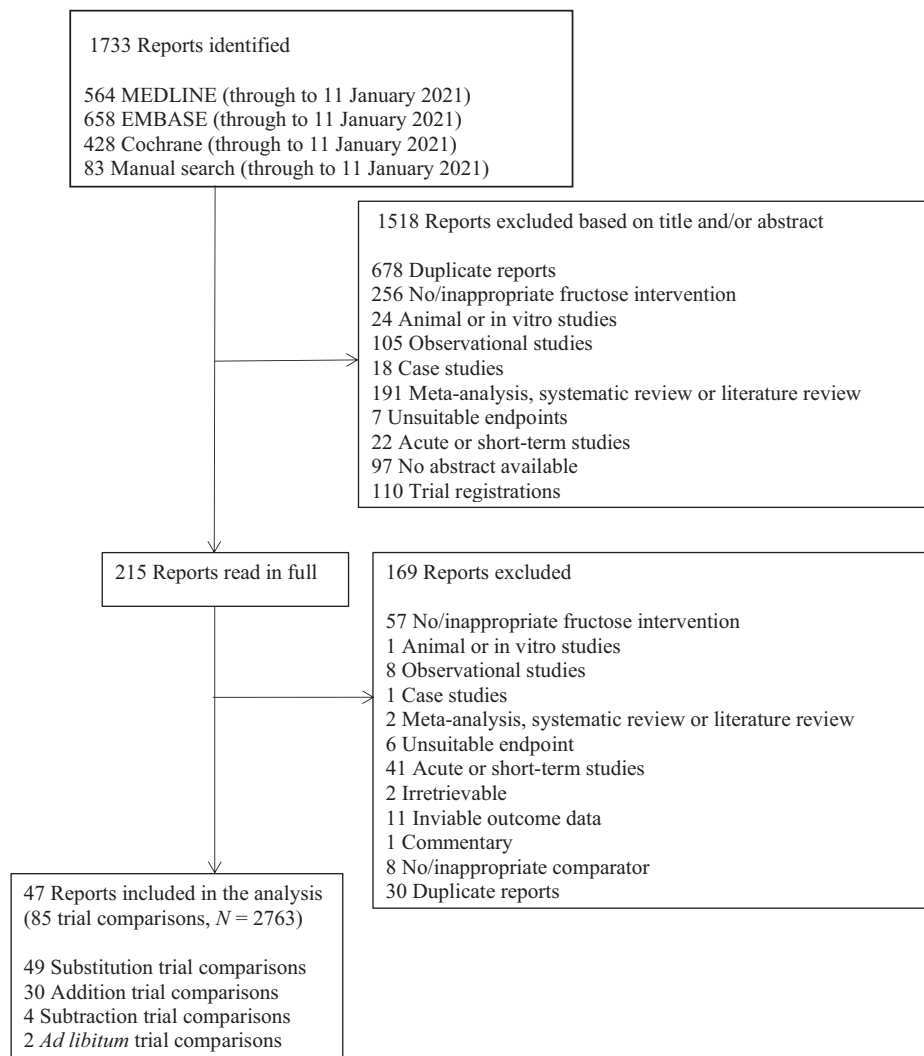 1733 Reports identified
564 MEDLINE (through to 11 January 2021)
658 EMBASE (through to 11 January 2021)
428 Cochrane (through to 11 January 2021)
83 Manual search (through to 11 January 2021)
1518 Reports excluded based on title and/or abstract
678 Duplicate reports
256 No/inappropriate fructose intervention
24 Animal or in vitro studies
105 Observational studies
18 Case studies
191 Meta-analysis, systematic review or literature review
7 Unsuitable endpoints
22 Acute or short-term studies
97 No abstract available
110 Trial registrations
215 Reports read in full
169 Reports excluded
57 No/inappropriate fructose intervention
1 Animal or in vitro studies
8 Observational studies
1 Case studies
2 Meta-analysis, systematic review or literature review
6 Unsuitable endpoint
41 Acute or short-term studies
2 Irretrievable
11 Inviable outcome data
1 Commentary
8 No/inappropriate comparator
30 Duplicate reports
47 Reports included in the analysis
(85 trial comparisons, N = 2763)
49 Substitution trial comparisons
30 Addition trial comparisons
4 Subtraction trial comparisons
2 Ad libitum trial comparisons